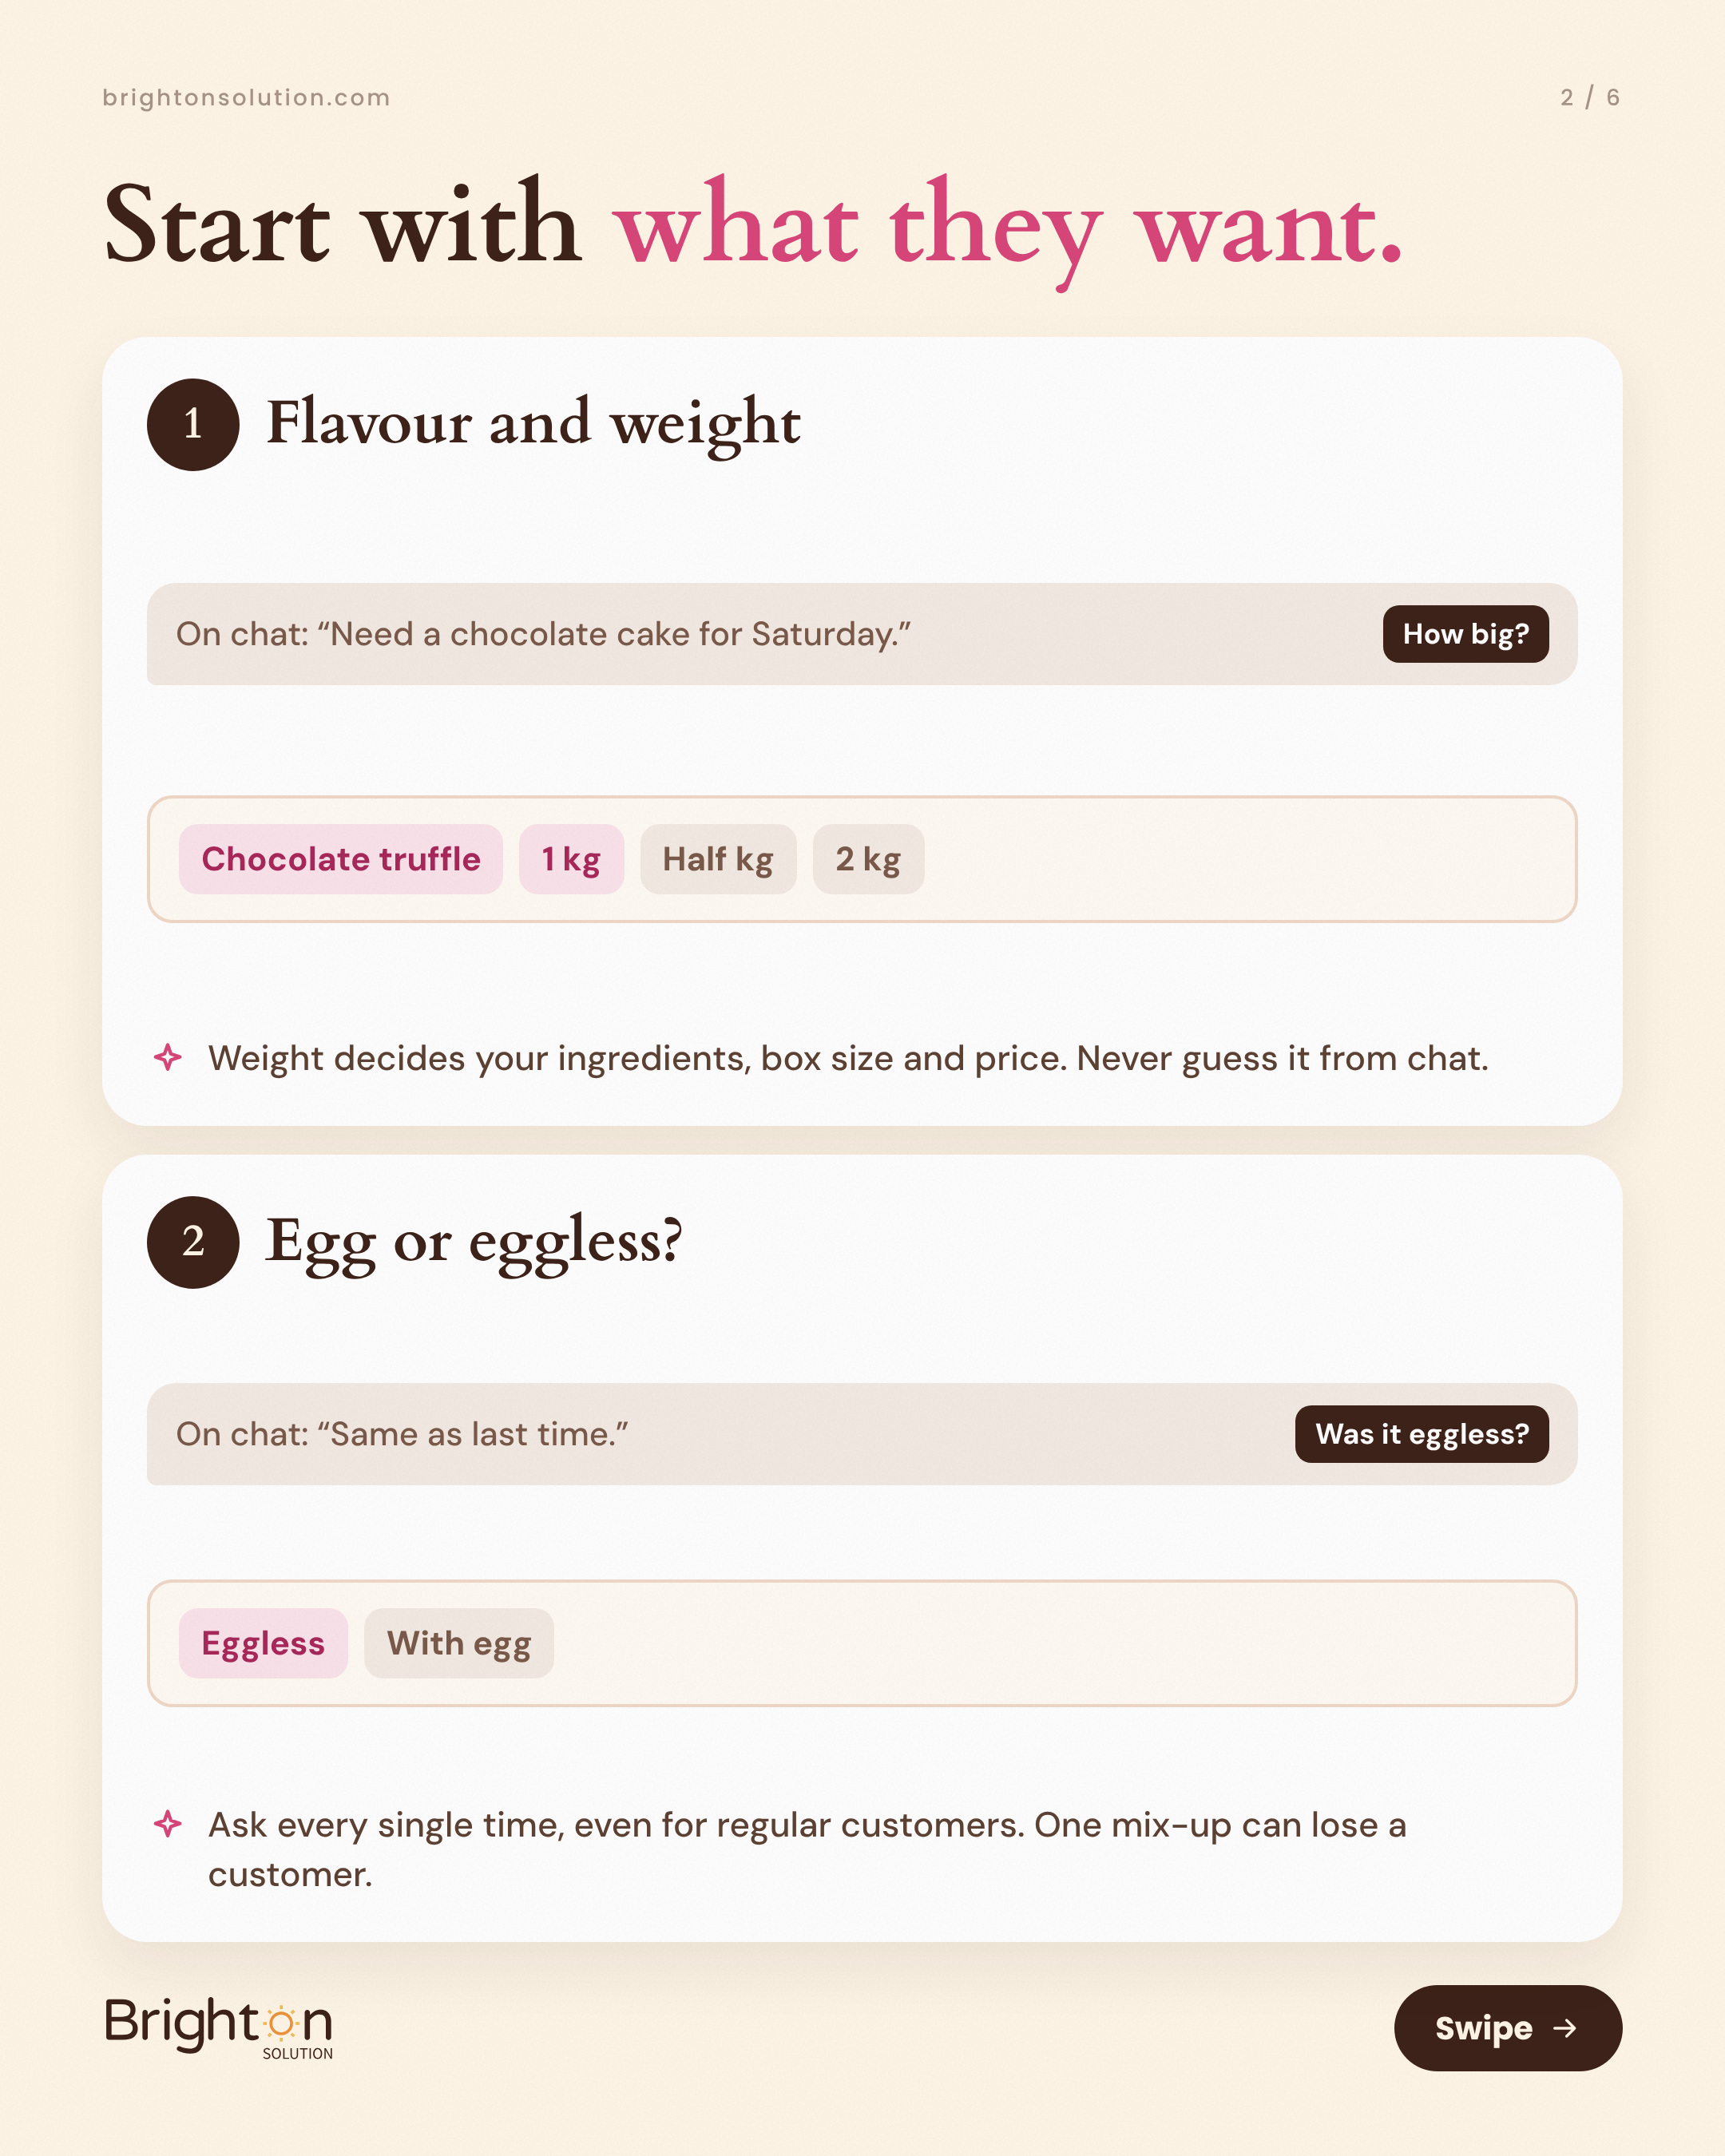 brightonsolution.com
2 / 6
Start with what they want.
1
Flavour and weight
On chat: “Need a chocolate cake for Saturday.”
How big?
Chocolate truffle
1 kg
Half kg
2 kg
Weight decides your ingredients, box size and price. Never guess it from chat.
2
Egg or eggless?
On chat: “Same as last time.”
Was it eggless?
Eggless
With egg
Ask every single time, even for regular customers. One mix-up can lose a
customer.
Brighton
SOLUTION
Swipe →